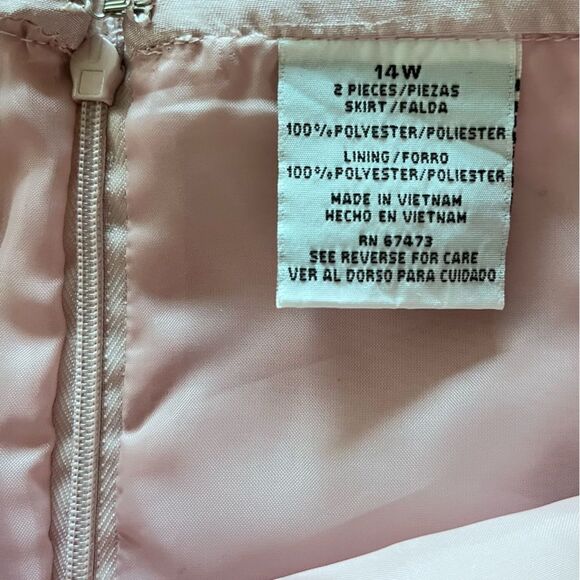 14W
2 PIECES/PIEZAS
SKIRT/FALDA
100%POLYESTER/POLIESTER
LINING/FORRO
100%POLYESTER/POLIESTER
MADE IN VIETNAM
HECHO EN VIETNAM
RN 67473
SEE REVERSE FOR CARE
VER AL DORSO PARA CUIDADO